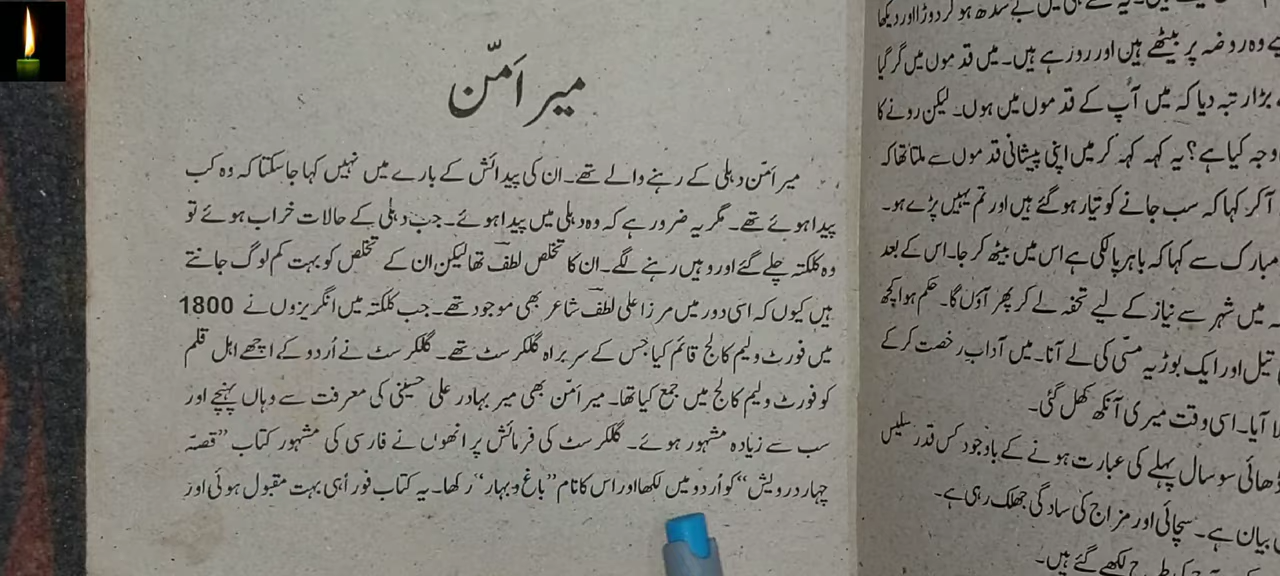 میر امّن
میر امّن دہلی کے رہنے والے تھے۔ ان کی پیدائش کے بارے میں نہیں کہا جاسکتا کہ وہ کب
پیدا ہوئے تھے۔ مگر یہ ضرور ہے کہ وہ دہلی میں پیدا ہوئے۔ جب دہلی کے حالات خراب ہوئے تو
وہ کلکتہ چلے گئے اور وہیں رہنے لگے۔ ان کا تخلص لطف تھا لیکن ان کے تخلص کو بہت کم لوگ جانتے
ہیں کیوں کہ اسی دور میں مرزا علی لطف شاعر بھی موجود تھے۔ جب کلکتہ میں انگریزوں نے 1800
میں فورٹ ولیم کالج قائم کیا جس کے سربراہ گلکرسٹ تھے۔ گلکرسٹ نے اُردو کے اچھے اہل قلم
کو فورٹ ولیم کالج میں جمع کیا تھا۔ میر امّن بھی میر بہادر علی حسینی کی معرفت سے وہاں پہنچے اور
سب سے زیادہ مشہور ہوئے۔ گلکرسٹ کی فرمائش پر انھوں نے فارسی کی مشہور کتاب ”قصّہ
چہار درویش“ کو اُردو میں لکھا اور اس کا نام ”باغ و بہار“ رکھا۔ یہ کتاب فوراً ہی بہت مقبول ہوئی اور
بے سدھ ہو کر دوڑا اور دیکھا
وہ روضہ پر بیٹھے ہیں اور رو رہے ہیں۔ میں قدموں میں گر گیا
بڑا رتبہ دیا کہ میں آپؐ کے قدموں میں ہوں۔ لیکن رونے کا
وجہ کیا ہے؟ یہ کہہ کہہ کر میں اپنی پیشانی قدموں سے ملتا تھا کہ
آکر کہا کہ سب جانے کو تیار ہو گئے ہیں اور تم یہیں پڑے ہو۔
مبارک سے کہا کہ باہر پالکی ہے اس میں بیٹھ کر جا۔ اس کے بعد
میں شہر سے نیاز کے لیے تحفہ لے کر پھر آؤں گا۔ حکم ہوا کچھ
تیل اور ایک بوڑیہ مسّی کی لے آنا۔ میں آداب رخصت کر کے
آیا۔ اسی وقت میری آنکھ کھل گئی۔
ڈھائی سو سال پہلے کی عبارت ہونے کے باوجود کس قدر سلیس
بیان ہے۔ سچائی اور مزاج کی سادگی جھلک رہی ہے۔
لکھے گئے ہیں۔